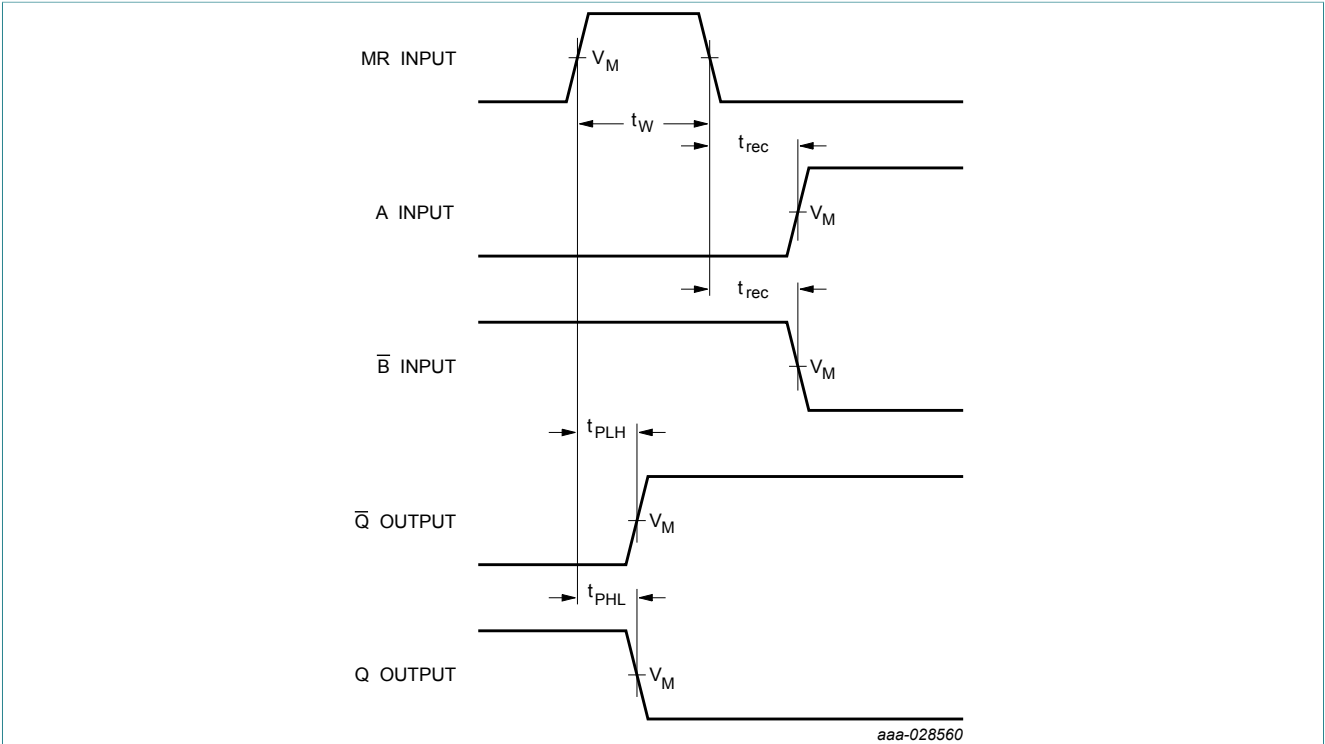 MR INPUT
V_M
t_W
t_rec
A INPUT
V_M
t_rec
B̅ INPUT
V_M
t_PLH
Q̅ OUTPUT
V_M
t_PHL
Q OUTPUT
V_M
aaa-028560